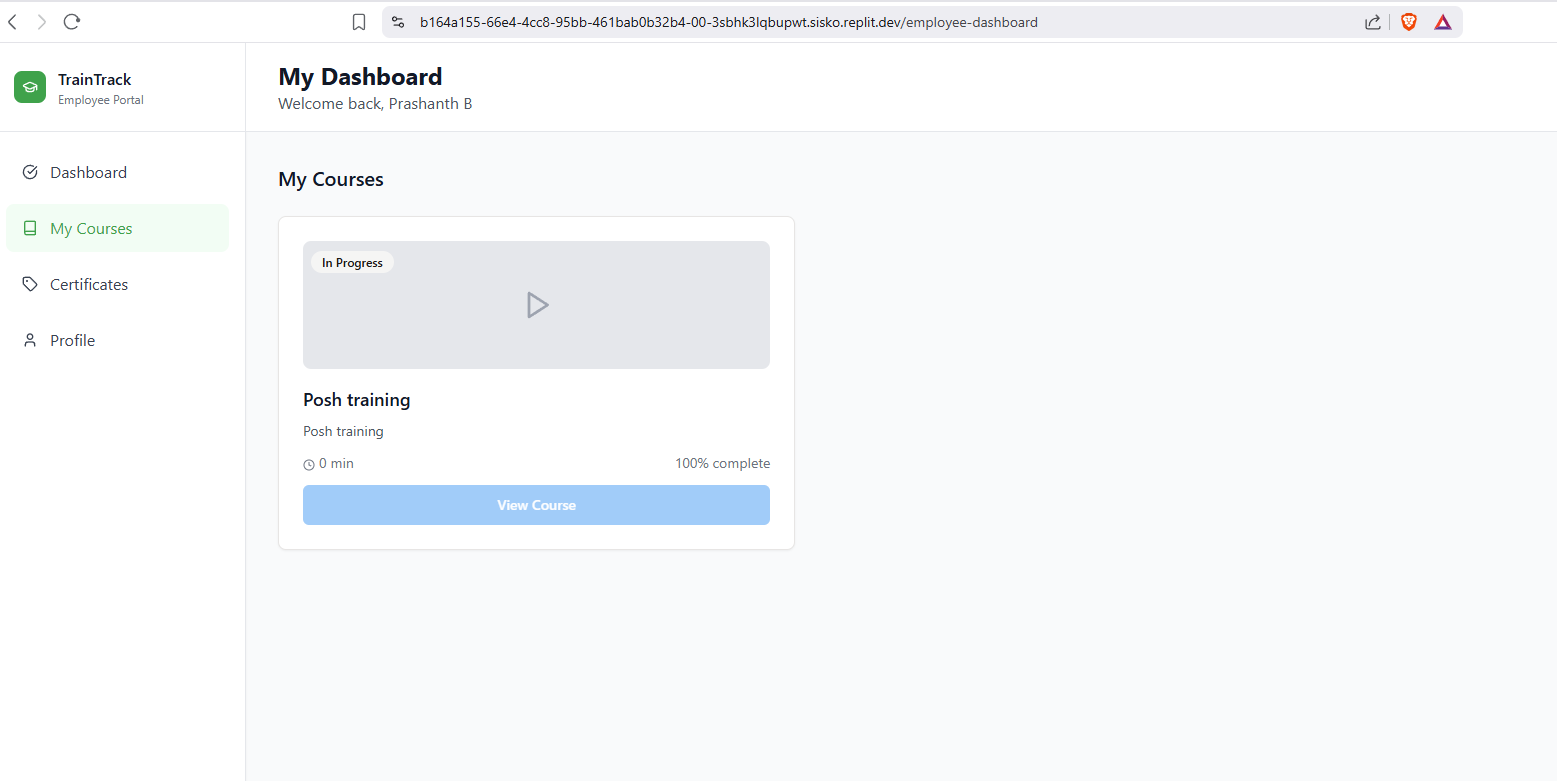 b164a155-66e4-4cc8-95bb-461bab0b32b4-00-3sbhk3lqbupwt.sisko.replit.dev/employee-dashboard
TrainTrack
Employee Portal
Dashboard
My Courses
Certificates
Profile
My Dashboard
Welcome back, Prashanth B
My Courses
In Progress
Posh training
Posh training
0 min
100% complete
View Course